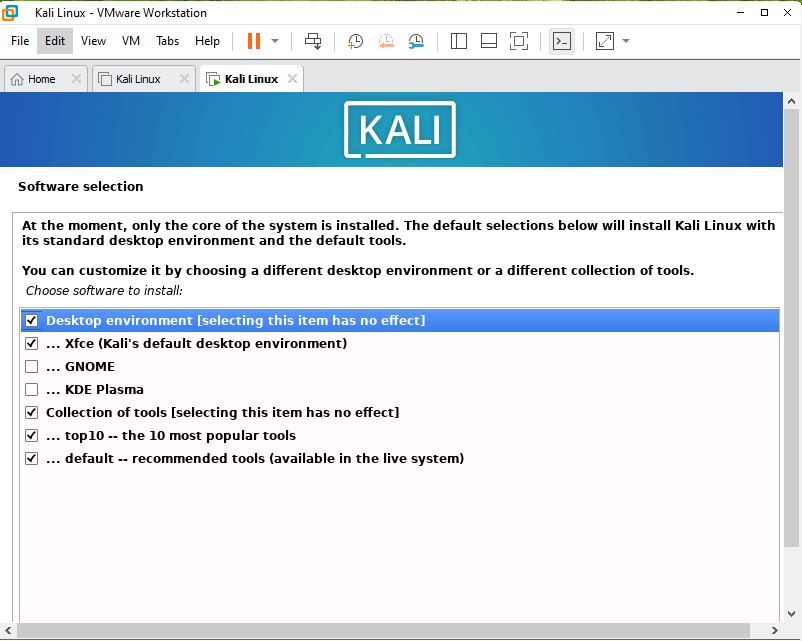 Kali Linux - VMware Workstation
File Edit View VM Tabs Help
Home Kali Linux Kali Linux
KALI
Software selection
At the moment, only the core of the system is installed. The default selections below will install Kali Linux with
its standard desktop environment and the default tools.
You can customize it by choosing a different desktop environment or a different collection of tools.
Choose software to install:
Desktop environment [selecting this item has no effect]
... Xfce (Kali's default desktop environment)
... GNOME
... KDE Plasma
Collection of tools [selecting this item has no effect]
... top10 -- the 10 most popular tools
... default -- recommended tools (available in the live system)